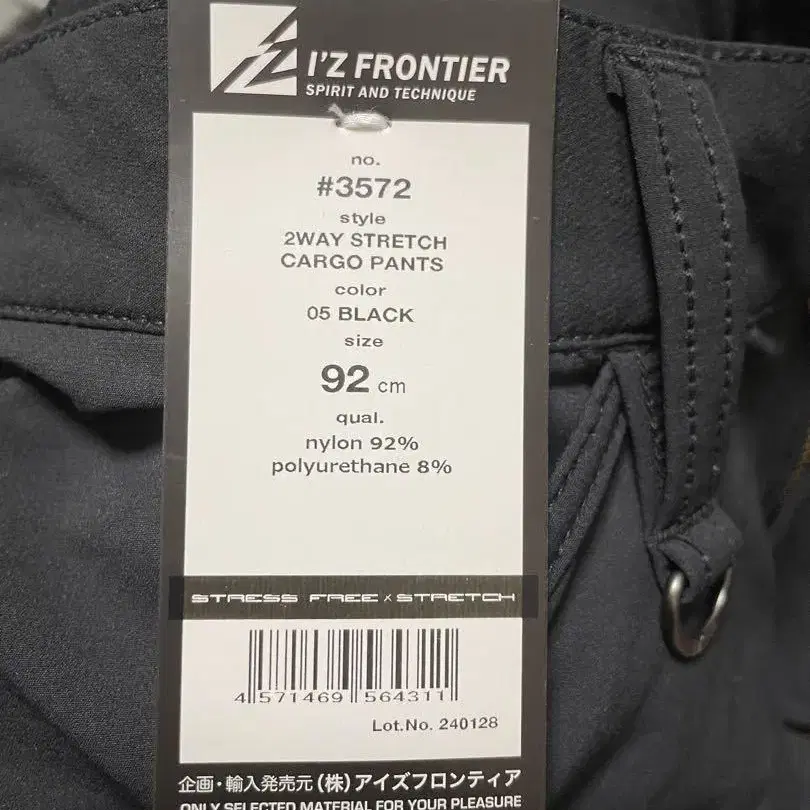 I'Z FRONTIER
SPIRIT AND TECHNIQUE
no.
#3572
style
2WAY STRETCH
CARGO PANTS
color
05 BLACK
size
92 cm
qual.
nylon 92%
polyurethane 8%
STRESS FREE × STRETCH
4 571469 564311
Lot.No. 240128
企画・輸入発売元 (株)アイズフロンティア
ONLY SELECTED MATERIAL FOR YOUR PLEASURE